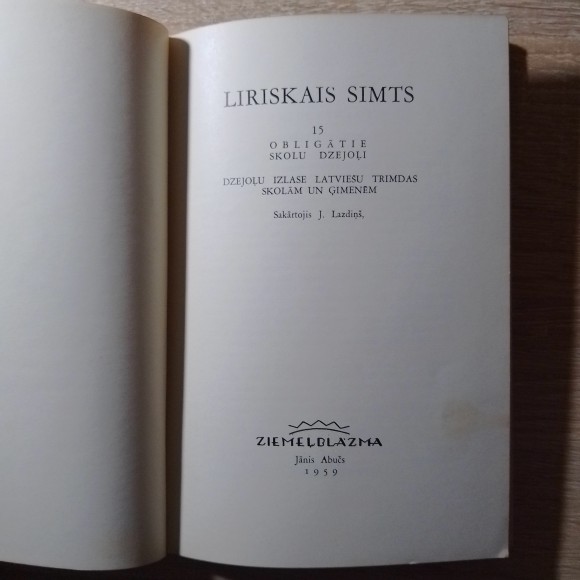 LIRISKAIS SIMTS
15
OBLIGĀTIE
SKOLU DZEJOĻI
DZEJOĻU IZLASE LATVIEŠU TRIMDAS
SKOLĀM UN ĢIMENĒM
Sakārtojis J. Lazdiņš,
ZIEMEĻBLĀZMA
Jānis Abučs
1959